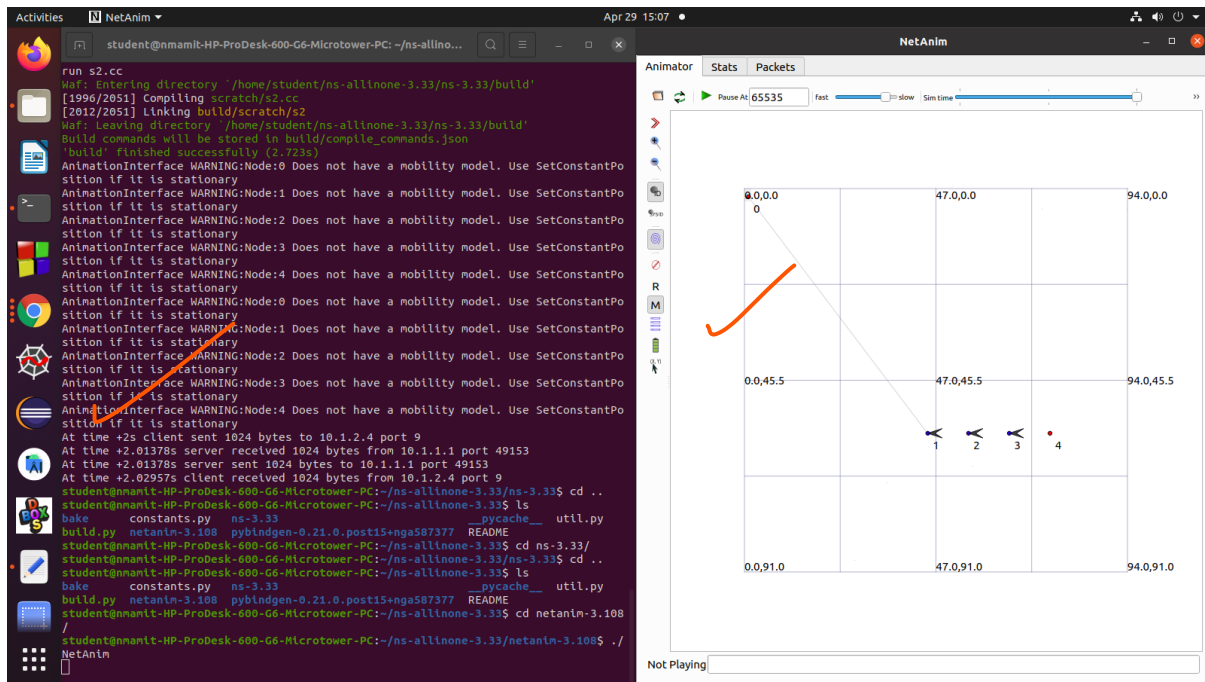 Activities
NetAnim
Apr 29 15:07
student@nmamit-HP-ProDesk-600-G6-Microtower-PC: ~/ns-allino...
run s2.cc
Waf: Entering directory `/home/student/ns-allinone-3.33/ns-3.33/build'
[1996/2051] Compiling scratch/s2.cc
[2012/2051] Linking build/scratch/s2
Waf: Leaving directory `/home/student/ns-allinone-3.33/ns-3.33/build'
Build commands will be stored in build/compile_commands.json
'build' finished successfully (2.723s)
AnimationInterface WARNING:Node:0 Does not have a mobility model. Use SetConstantPo
sition if it is stationary
AnimationInterface WARNING:Node:1 Does not have a mobility model. Use SetConstantPo
sition if it is stationary
AnimationInterface WARNING:Node:2 Does not have a mobility model. Use SetConstantPo
sition if it is stationary
AnimationInterface WARNING:Node:3 Does not have a mobility model. Use SetConstantPo
sition if it is stationary
AnimationInterface WARNING:Node:4 Does not have a mobility model. Use SetConstantPo
sition if it is stationary
AnimationInterface WARNING:Node:0 Does not have a mobility model. Use SetConstantPo
sition if it is stationary
AnimationInterface WARNING:Node:1 Does not have a mobility model. Use SetConstantPo
sition if it is stationary
AnimationInterface WARNING:Node:2 Does not have a mobility model. Use SetConstantPo
sition if it is stationary
AnimationInterface WARNING:Node:3 Does not have a mobility model. Use SetConstantPo
sition if it is stationary
AnimationInterface WARNING:Node:4 Does not have a mobility model. Use SetConstantPo
sition if it is stationary
At time +2s client sent 1024 bytes to 10.1.2.4 port 9
At time +2.01378s server received 1024 bytes from 10.1.1.1 port 49153
At time +2.01378s server sent 1024 bytes to 10.1.1.1 port 49153
At time +2.02957s client received 1024 bytes from 10.1.2.4 port 9
student@nmamit-HP-ProDesk-600-G6-Microtower-PC:~/ns-allinone-3.33/ns-3.33$ cd ..
student@nmamit-HP-ProDesk-600-G6-Microtower-PC:~/ns-allinone-3.33$ ls
bake constants.py ns-3.33 __pycache__ util.py
build.py netanim-3.108 pybindgen-0.21.0.post15+nga587377 README
student@nmamit-HP-ProDesk-600-G6-Microtower-PC:~/ns-allinone-3.33$ cd ns-3.33/
student@nmamit-HP-ProDesk-600-G6-Microtower-PC:~/ns-allinone-3.33/ns-3.33$ cd ..
student@nmamit-HP-ProDesk-600-G6-Microtower-PC:~/ns-allinone-3.33$ ls
bake constants.py ns-3.33 __pycache__ util.py
build.py netanim-3.108 pybindgen-0.21.0.post15+nga587377 README
student@nmamit-HP-ProDesk-600-G6-Microtower-PC:~/ns-allinone-3.33$ cd netanim-3.108
/
student@nmamit-HP-ProDesk-600-G6-Microtower-PC:~/ns-allinone-3.33/netanim-3.108$ ./
NetAnim
NetAnim
Animator Stats Packets
Pause At 65535 fast slow Sim time
R
M
0.0,0.0 47.0,0.0 94.0,0.0
0
0.0,45.5 47.0,45.5 94.0,45.5
1 2 3 4
0.0,91.0 47.0,91.0 94.0,91.0
Not Playing